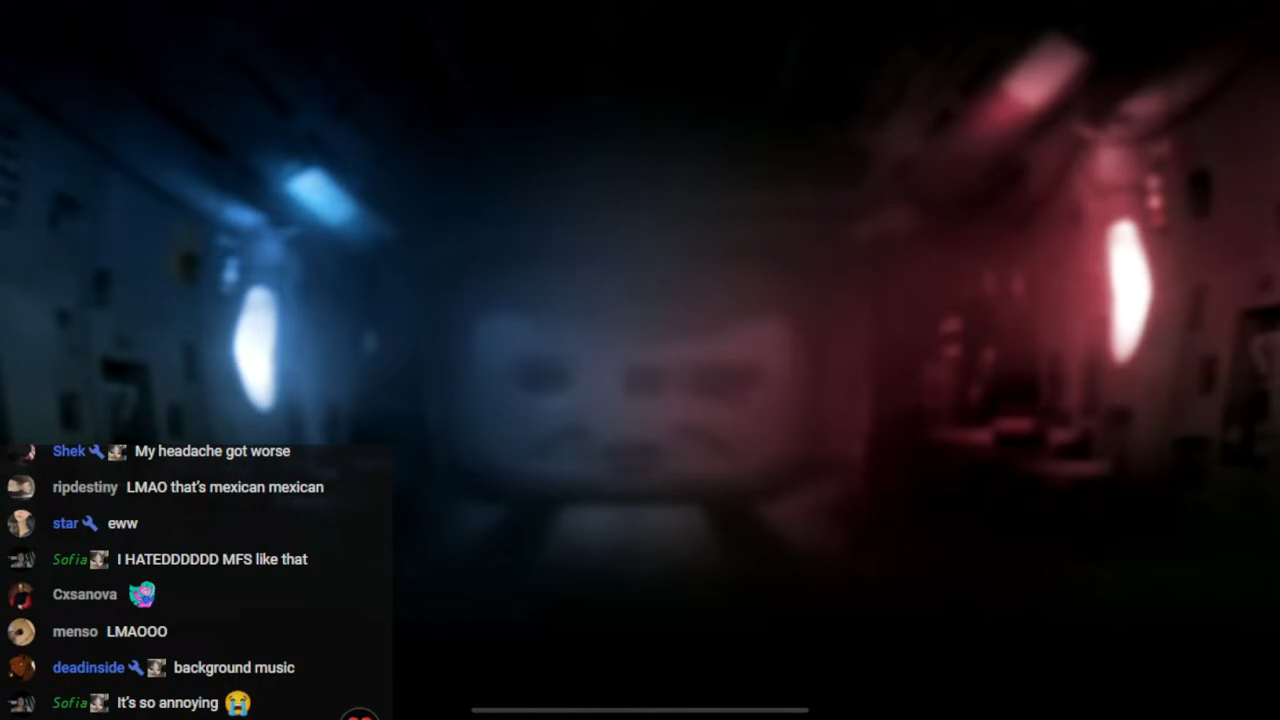 Shek My headache got worse
ripdestiny LMAO that's mexican mexican
star eww
Sofia I HATEDDDDDD MFS like that
Cxsanova
menso LMAOOO
deadinside background music
Sofia It's so annoying 😭